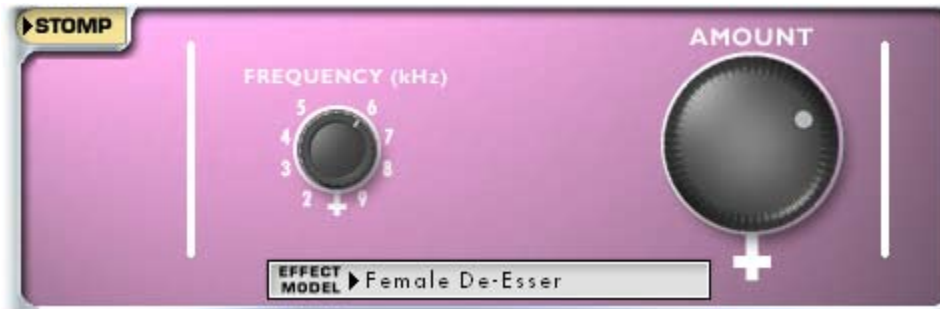 STOMP
AMOUNT
FREQUENCY (kHz)
5 6
4 7
3 8
2 9
EFFECT MODEL Female De-Esser